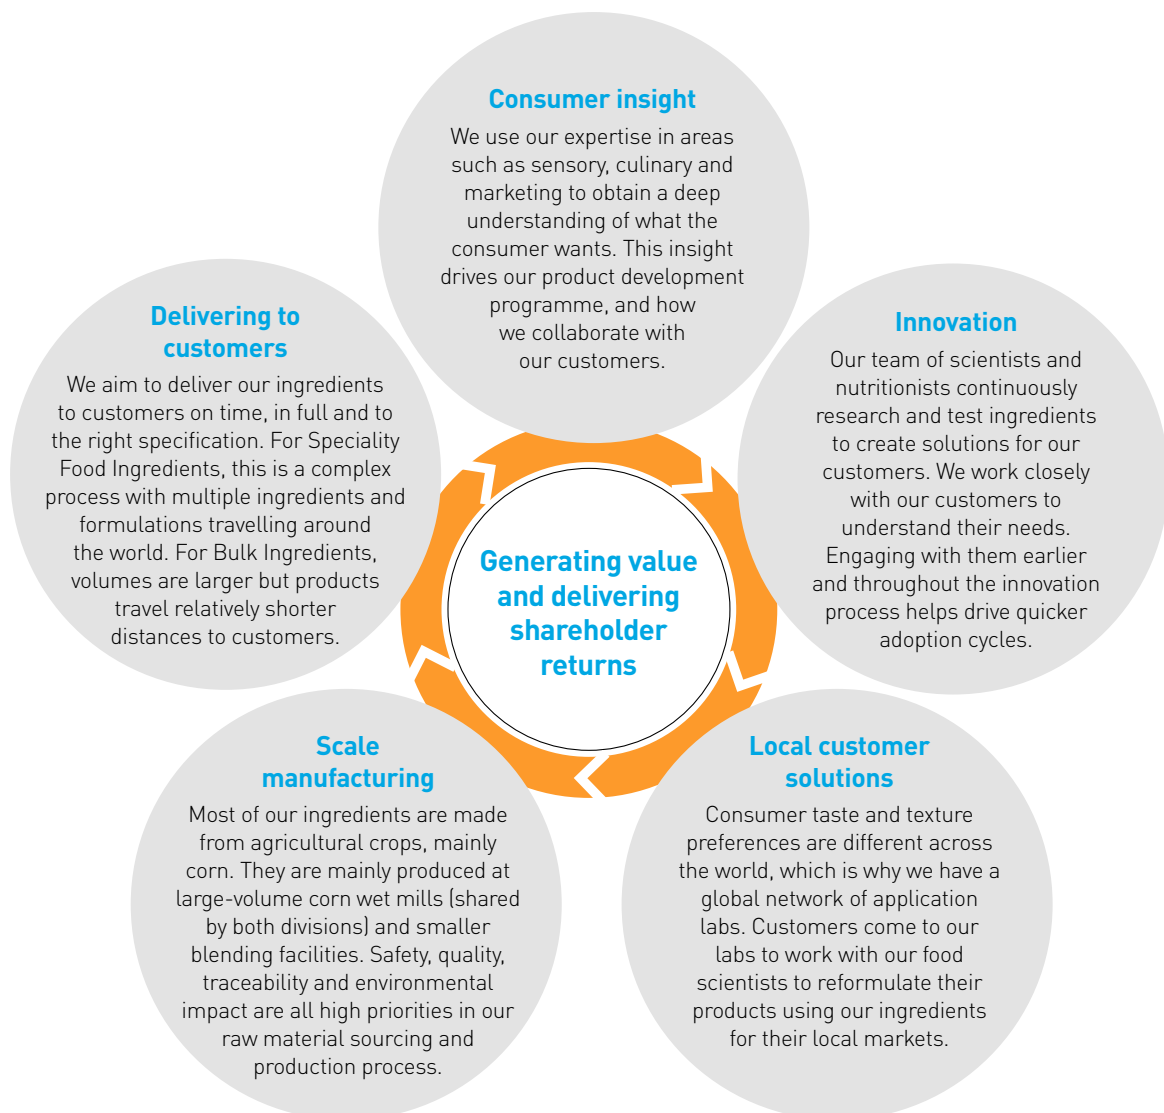 Consumer insight
We use our expertise in areas
such as sensory, culinary and
marketing to obtain a deep
understanding of what the
consumer wants. This insight
drives our product development
programme, and how
we collaborate with
our customers.
Innovation
Our team of scientists and
nutritionists continuously
research and test ingredients
to create solutions for our
customers. We work closely
with our customers to
understand their needs.
Engaging with them earlier
and throughout the innovation
process helps drive quicker
adoption cycles.
Local customer
solutions
Consumer taste and texture
preferences are different across
the world, which is why we have a
global network of application
labs. Customers come to our
labs to work with our food
scientists to reformulate their
products using our ingredients
for their local markets.
Scale
manufacturing
Most of our ingredients are made
from agricultural crops, mainly
corn. They are mainly produced at
large-volume corn wet mills (shared
by both divisions) and smaller
blending facilities. Safety, quality,
traceability and environmental
impact are all high priorities in our
raw material sourcing and
production process.
Delivering to
customers
We aim to deliver our ingredients
to customers on time, in full and to
the right specification. For Speciality
Food Ingredients, this is a complex
process with multiple ingredients and
formulations travelling around
the world. For Bulk Ingredients,
volumes are larger but products
travel relatively shorter
distances to customers.
Generating value
and delivering
shareholder
returns